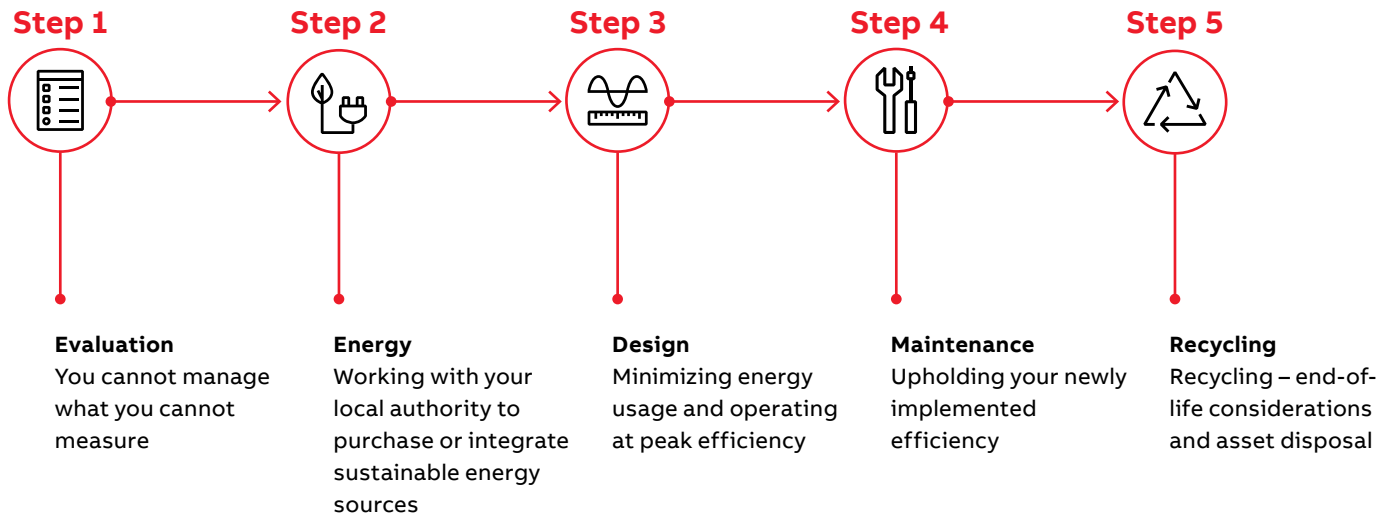 Step 1
Step 2
Step 3
Step 4
Step 5
Evaluation
You cannot manage
what you cannot
measure
Energy
Working with your
local authority to
purchase or integrate
sustainable energy
sources
Design
Minimizing energy
usage and operating
at peak efficiency
Maintenance
Upholding your newly
implemented
efficiency
Recycling
Recycling – end-of-
life considerations
and asset disposal